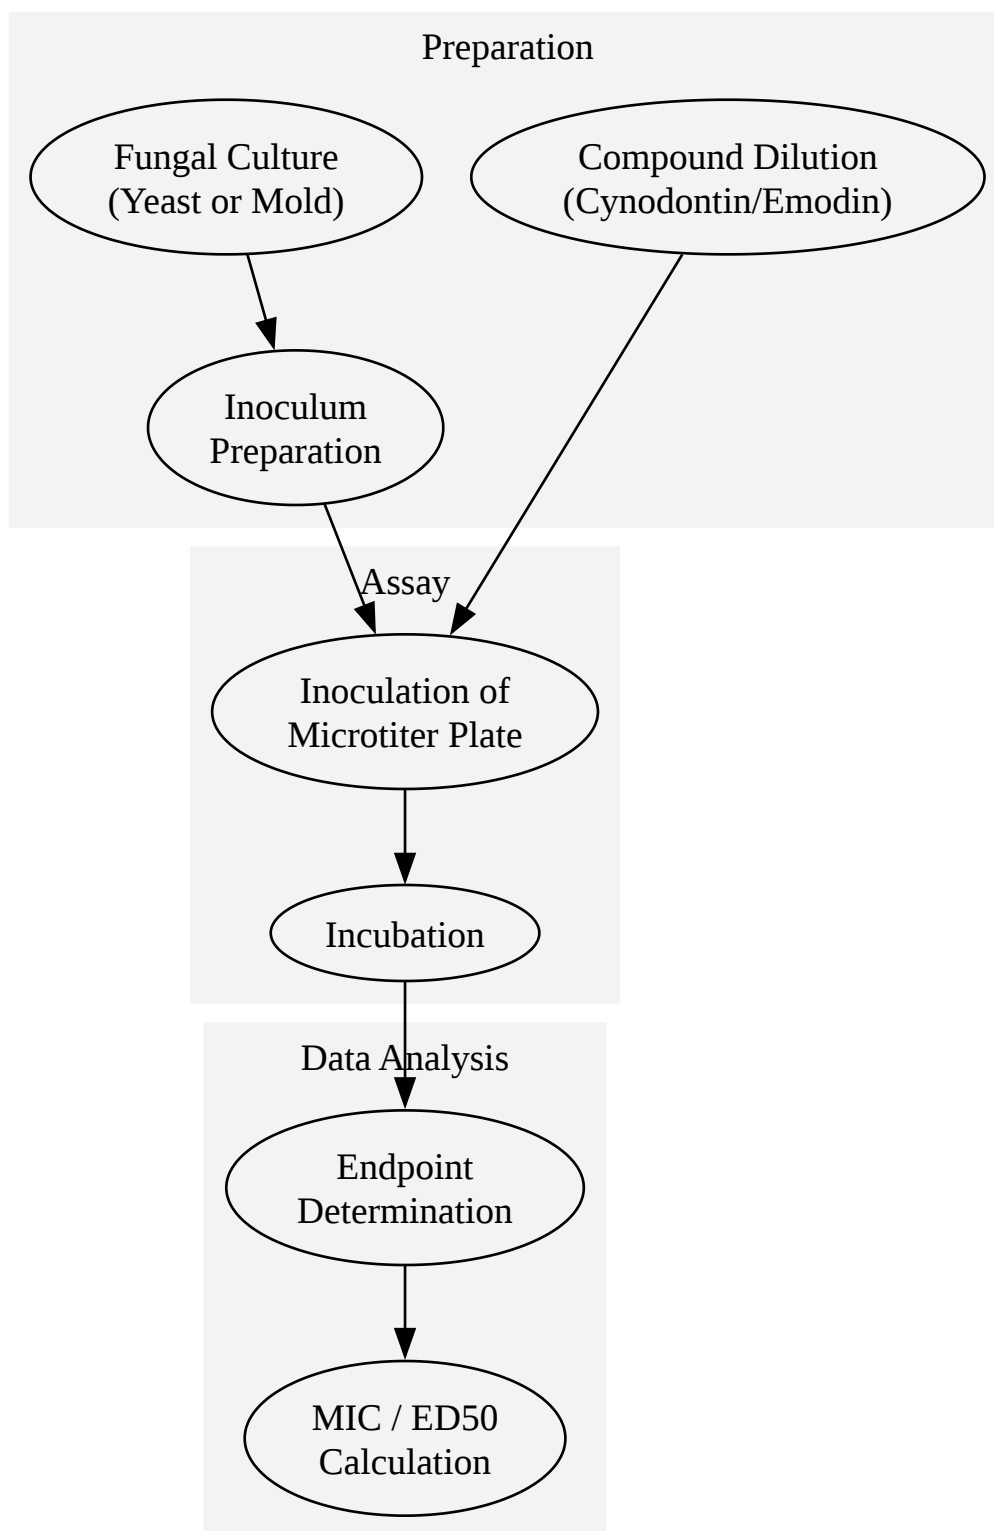 Preparation
Fungal Culture
(Yeast or Mold)
Compound Dilution
(Cynodontin/Emodin)
Inoculum
Preparation
Assay
Inoculation of
Microtiter Plate
Incubation
Data Analysis
Endpoint
Determination
MIC / ED50
Calculation